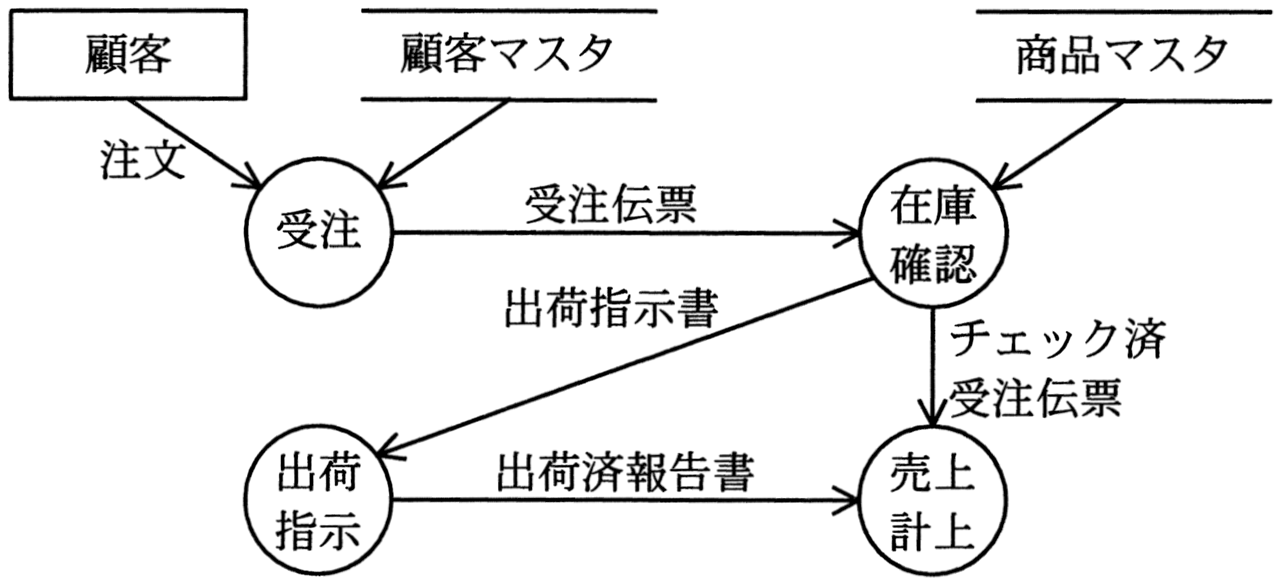 顧客
顧客マスタ
商品マスタ
注文
受注
受注伝票
在庫
確認
出荷指示書
チェック済
受注伝票
出荷
指示
出荷済報告書
売上
計上